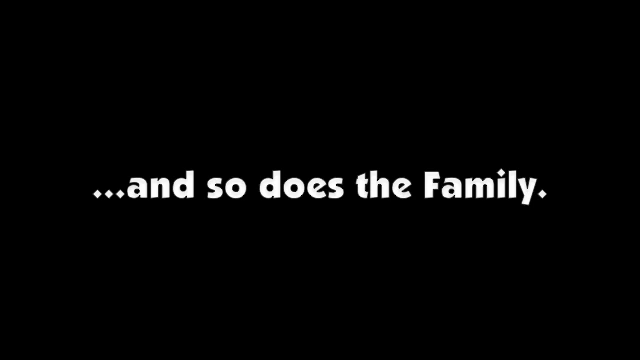 ...and so does the Family.